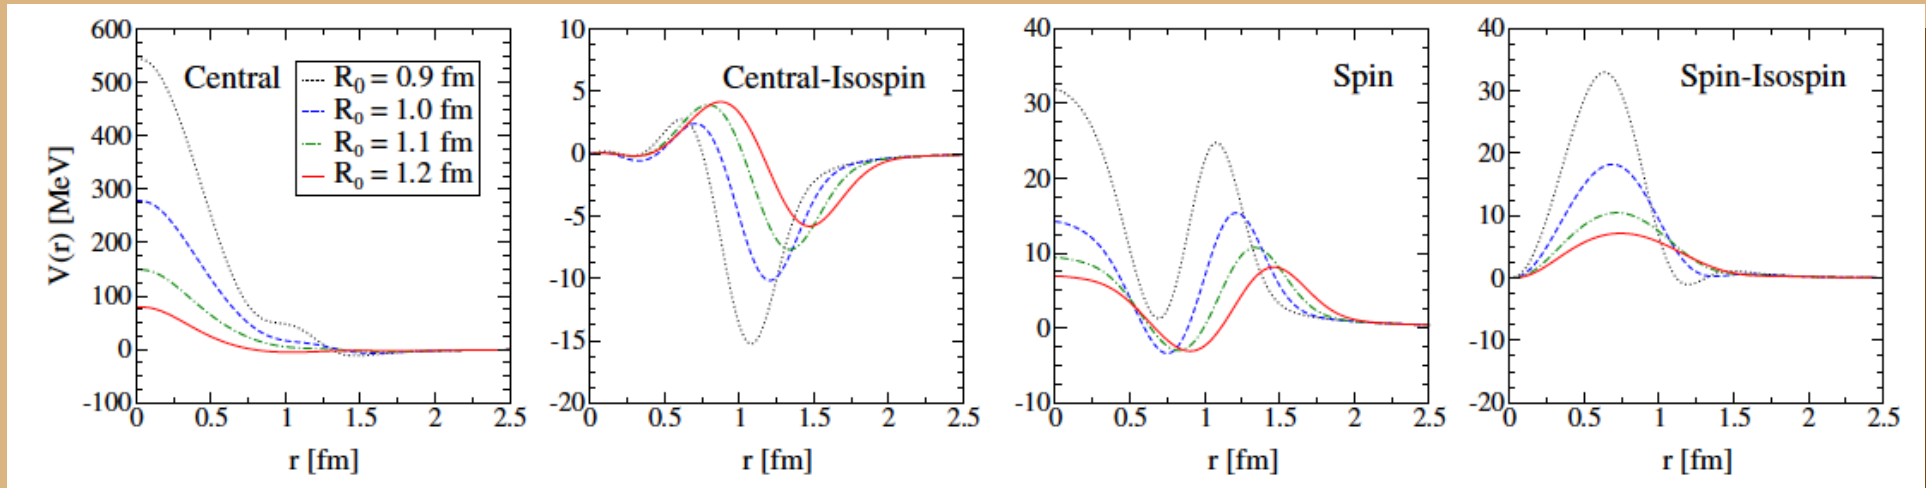 600
500
400
300
200
100
0
-100
V(r) [MeV]
Central
R₀ = 0.9 fm
R₀ = 1.0 fm
R₀ = 1.1 fm
R₀ = 1.2 fm
0 0.5 1 1.5 2 2.5
r [fm]
10
5
0
-5
-10
-15
-20
Central-Isospin
0 0.5 1 1.5 2 2.5
r [fm]
40
30
20
10
0
-10
Spin
0 0.5 1 1.5 2 2.5
r [fm]
40
30
20
10
0
-10
-20
Spin-Isospin
0 0.5 1 1.5 2 2.5
r [fm]